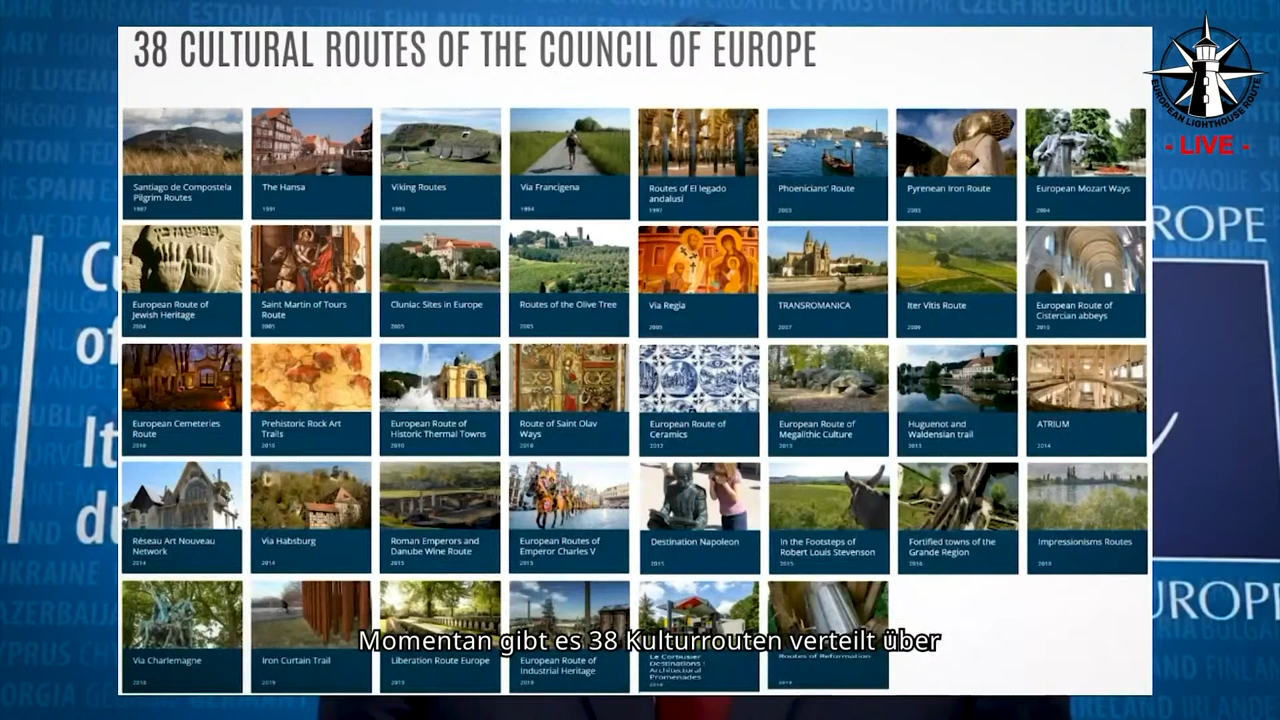 38 CULTURAL ROUTES OF THE COUNCIL OF EUROPE
EUROPEAN LIGHTHOUSE ROUTE
- LIVE -
Santiago de Compostela
Pilgrim Routes
1987
The Hansa
1991
Viking Routes
1993
Via Francigena
1994
Routes of El legado
andalusí
1997
Phoenicians' Route
2003
Pyrenean Iron Route
2003
European Mozart Ways
2004
European Route of
Jewish Heritage
2004
Saint Martin of Tours
Route
2005
Cluniac Sites in Europe
2005
Routes of the Olive Tree
2005
Via Regia
2005
TRANSROMANICA
2007
Iter Vitis Route
2009
European Route of
Cistercian abbeys
2010
European Cemeteries
Route
2010
Prehistoric Rock Art
Trails
2010
European Route of
Historic Thermal Towns
2010
Route of Saint Olav
Ways
2010
European Route of
Ceramics
2012
European Route of
Megalithic Culture
2013
Huguenot and
Waldensian trail
2013
ATRIUM
2014
Réseau Art Nouveau
Network
2014
Via Habsburg
2014
Roman Emperors and
Danube Wine Route
2015
European Routes of
Emperor Charles V
2015
Destination Napoleon
2015
In the Footsteps of
Robert Louis Stevenson
2015
Fortified towns of the
Grande Region
2016
Impressionisms Routes
2018
Via Charlemagne
2018
Iron Curtain Trail
2019
Liberation Route Europe
2019
European Route of
Industrial Heritage
2019
Le Corbusier
Destinations :
Architectural
Promenades
2019
Routes of Reformation
2019
Momentan gibt es 38 Kulturrouten verteilt über
ROPE
UROPE
of
It